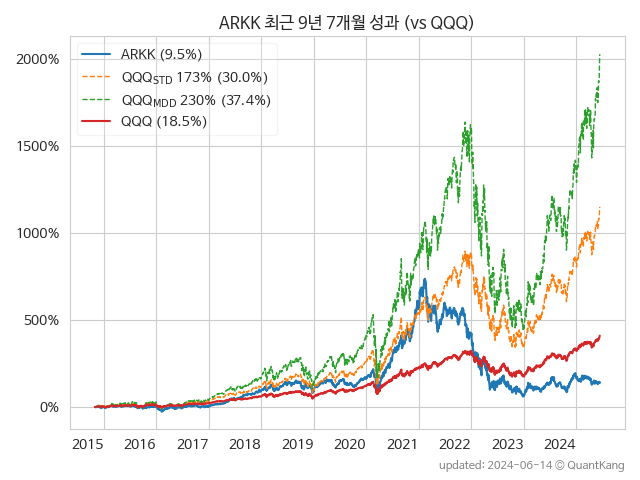 ARKK 최근 9년 7개월 성과 (vs QQQ)
ARKK (9.5%)
QQQSTD 173% (30.0%)
QQQMDD 230% (37.4%)
QQQ (18.5%)
2000%
1500%
1000%
500%
0%
2015 2016 2017 2018 2019 2020 2021 2022 2023 2024
updated: 2024-06-14 © QuantKang